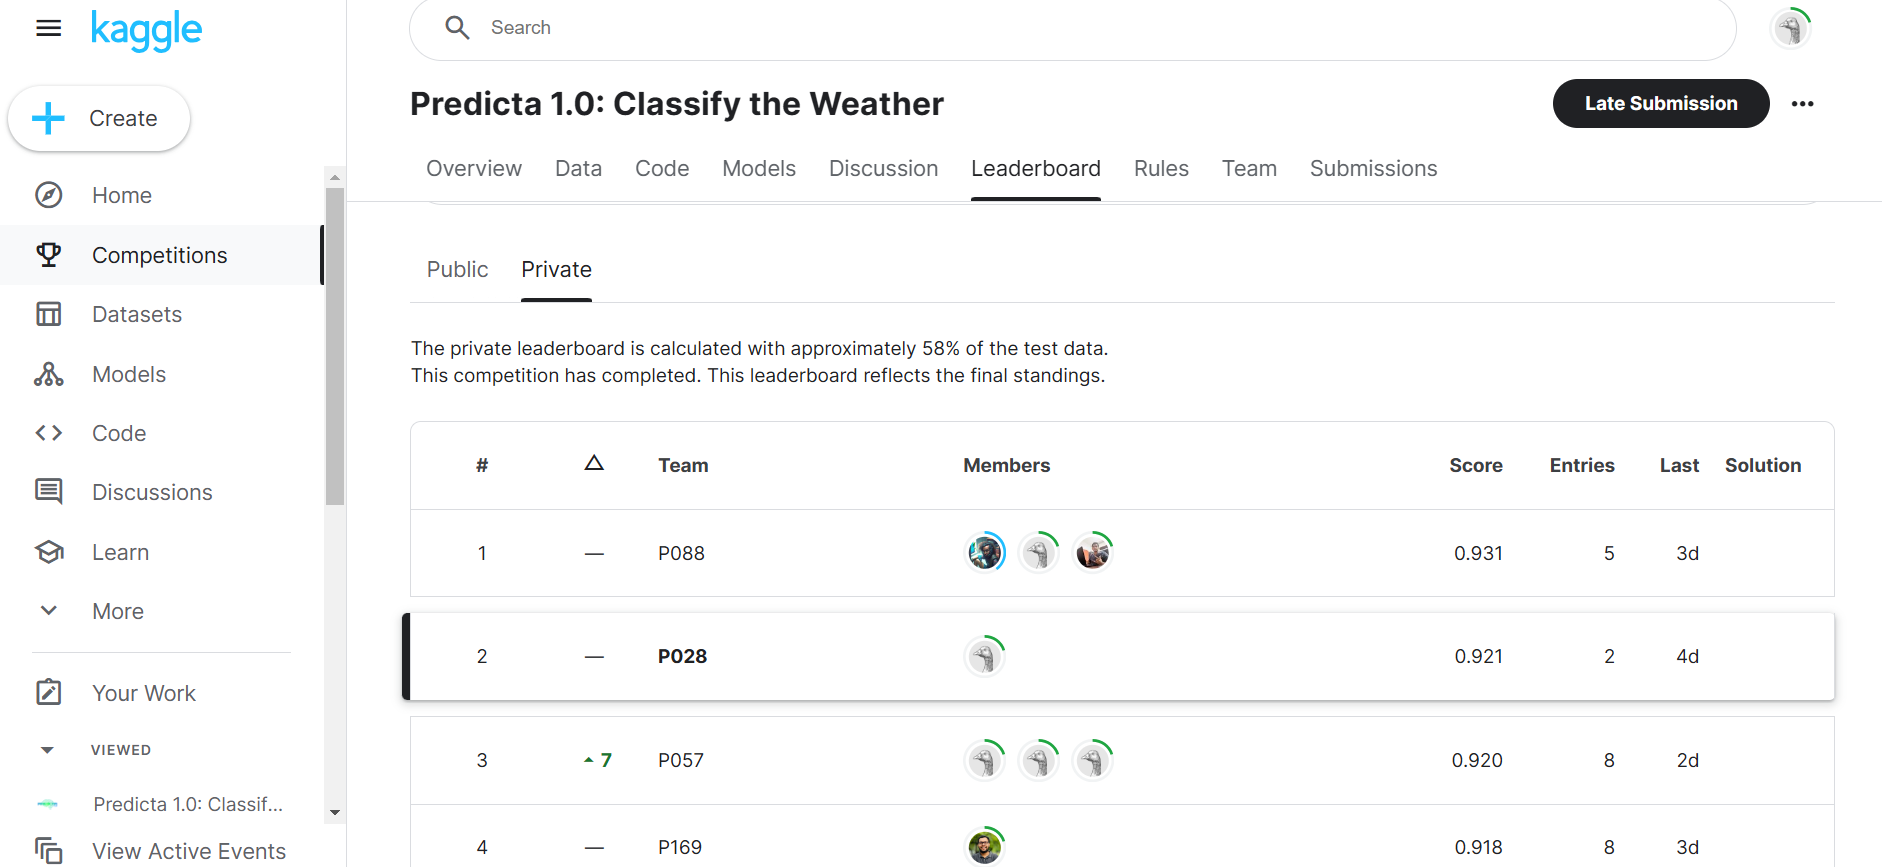 kaggle
Search
Create
Home
Competitions
Datasets
Models
Code
Discussions
Learn
More
Your Work
VIEWED
Predicta 1.0: Classif...
View Active Events
Predicta 1.0: Classify the Weather
Late Submission
Overview Data Code Models Discussion Leaderboard Rules Team Submissions
Public Private
The private leaderboard is calculated with approximately 58% of the test data.
This competition has completed. This leaderboard reflects the final standings.
# △ Team Members Score Entries Last Solution
1 — P088 0.931 5 3d
2 — P028 0.921 2 4d
3 7 P057 0.920 8 2d
4 — P169 0.918 8 3d